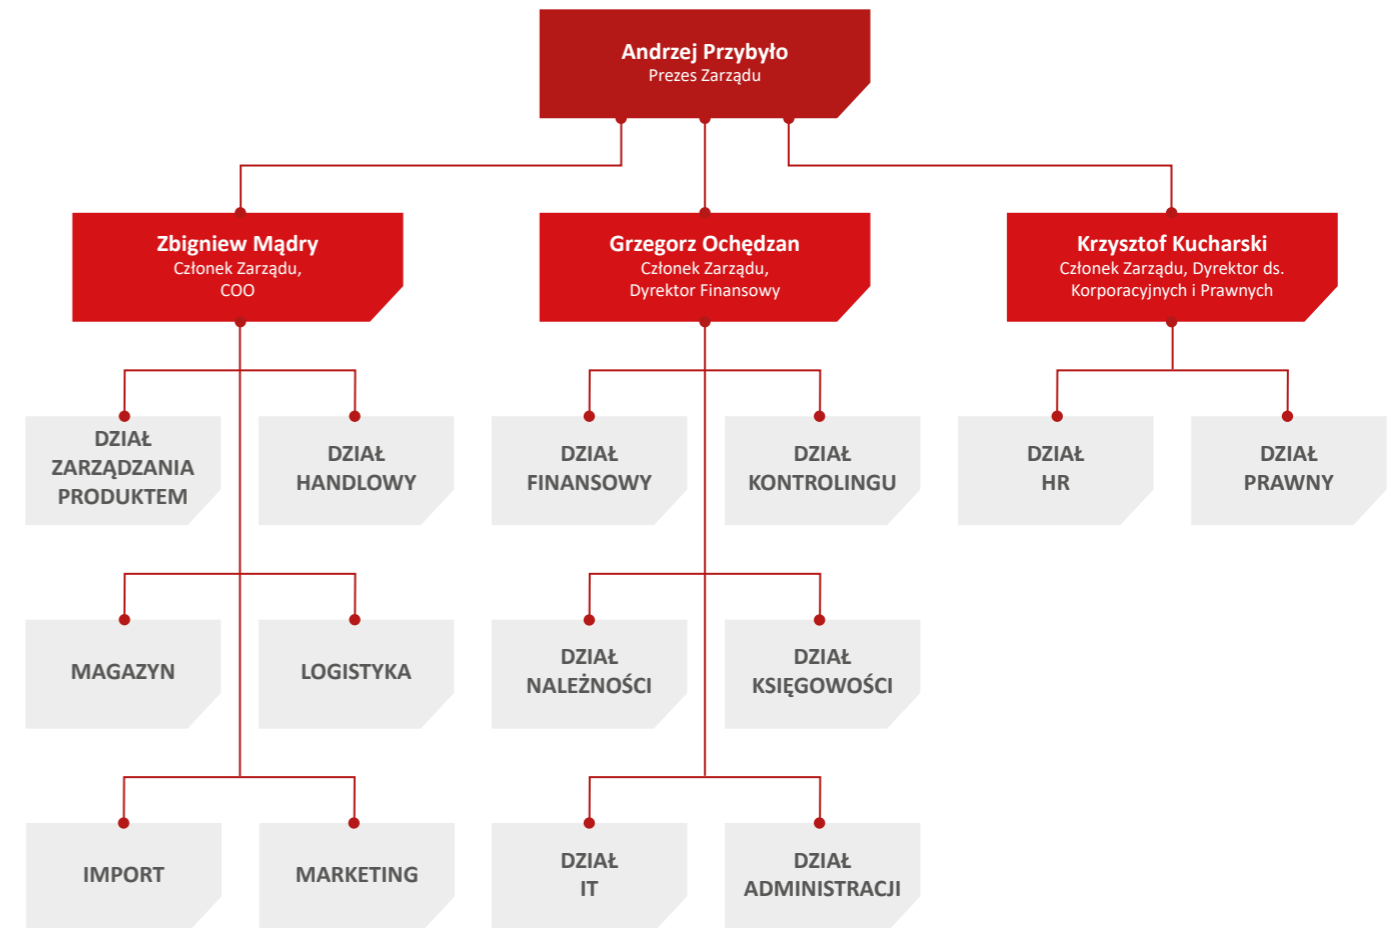 Andrzej Przybyło
Prezes Zarządu
Zbigniew Mądry
Członek Zarządu,
COO
Grzegorz Ochędzan
Członek Zarządu,
Dyrektor Finansowy
Krzysztof Kucharski
Członek Zarządu, Dyrektor ds.
Korporacyjnych i Prawnych
DZIAŁ
ZARZĄDZANIA
PRODUKTEM
DZIAŁ
HANDLOWY
DZIAŁ
FINANSOWY
DZIAŁ
KONTROLINGU
DZIAŁ
HR
DZIAŁ
PRAWNY
MAGAZYN
LOGISTYKA
DZIAŁ
NALEŻNOŚCI
DZIAŁ
KSIĘGOWOŚCI
IMPORT
MARKETING
DZIAŁ
IT
DZIAŁ
ADMINISTRACJI